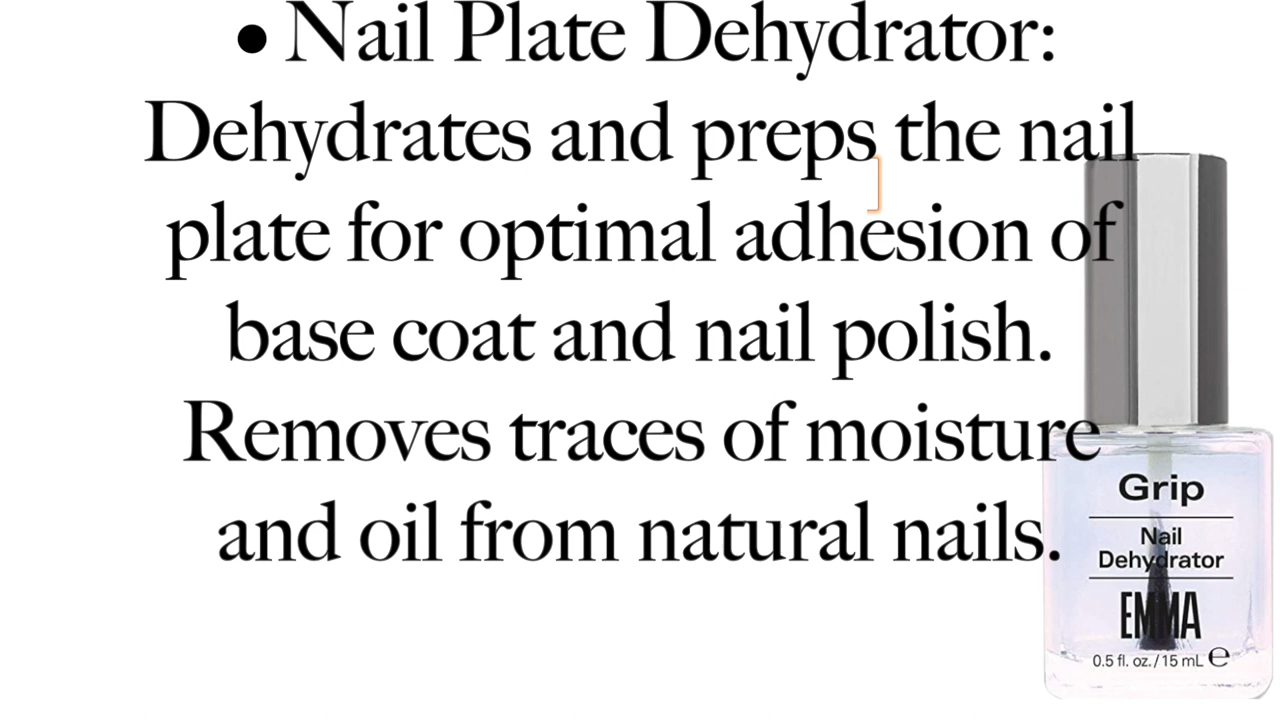 • Nail Plate Dehydrator:
Dehydrates and preps the nail
plate for optimal adhesion of
base coat and nail polish.
Removes traces of moisture
and oil from natural nails.
Grip
Nail
Dehydrator
EMMA
0.5 fl. oz. / 15 mL ℮